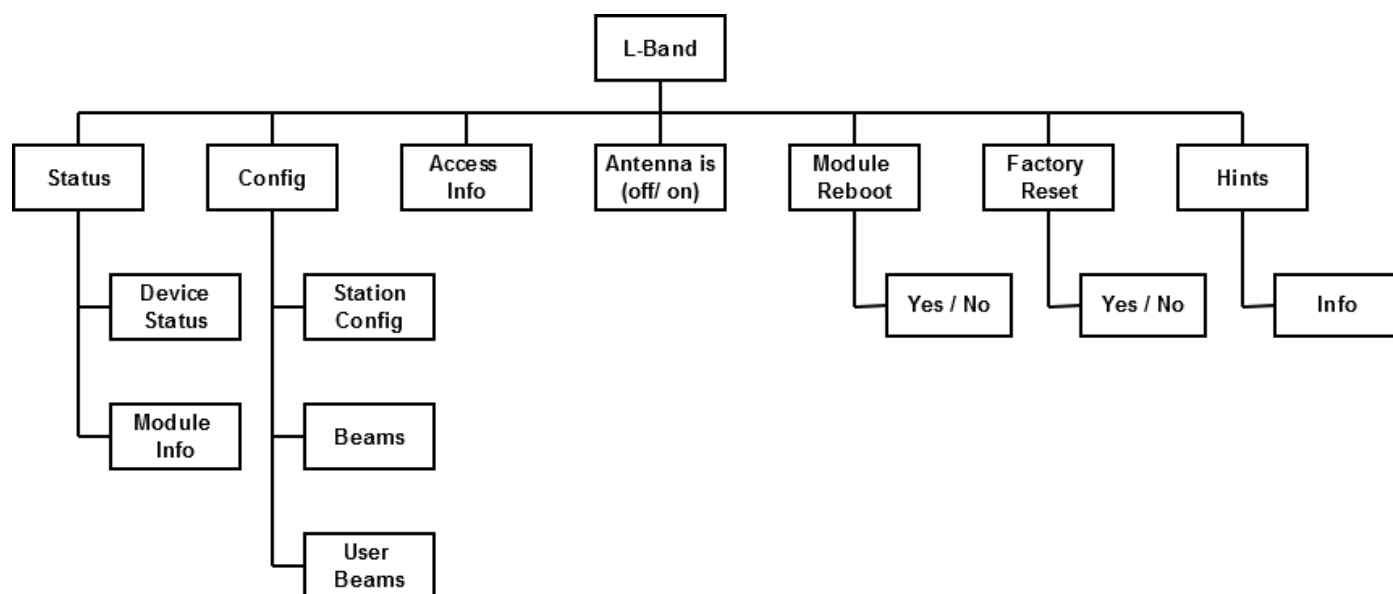 L-Band
Status
Config
Access
Info
Antenna is
(off/ on)
Module
Reboot
Factory
Reset
Hints
Device
Status
Station
Config
Yes / No
Yes / No
Info
Module
Info
Beams
User
Beams